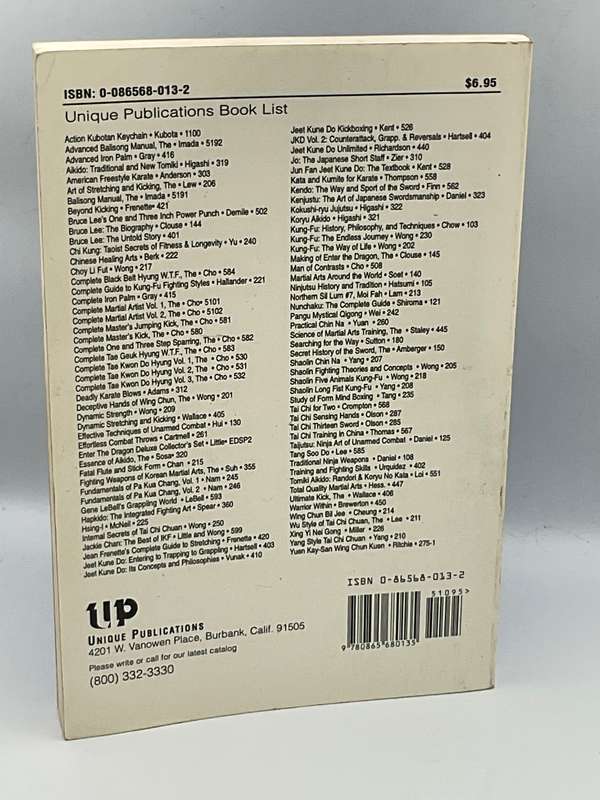 ISBN: 0-086568-013-2
$6.95
Unique Publications Book List
Action Kubotan Keychain • Kubota • 1100
Advanced Balisong Manual, The • Imada • 5192
Advanced Iron Palm • Gray • 416
Aikido: Traditional and New Tomiki • Higashi • 319
American Freestyle Karate • Anderson • 303
Art of Stretching and Kicking, The • Lew • 206
Balisong Manual, The • Imada • 5191
Beyond Kicking • Frenette • 421
Bruce Lee's One and Three Inch Power Punch • Demile • 502
Bruce Lee: The Biography • Clouse • 144
Bruce Lee: The Untold Story • 401
Chi Kung: Taoist Secrets of Fitness & Longevity • Yu • 240
Chinese Healing Arts • Berk • 222
Choy Li Fut • Wong • 217
Complete Black Belt Hyung W.T.F., The • Cho • 584
Complete Guide to Kung-Fu Fighting Styles • Hallander • 221
Complete Iron Palm • Gray • 415
Complete Martial Artist Vol. 1, The • Cho • 5101
Complete Martial Artist Vol. 2, The • Cho • 5102
Complete Master's Jumping Kick, The • Cho • 581
Complete Master's Kick, The • Cho • 580
Complete One and Three Step Sparring, The • Cho • 582
Complete Tae Geuk Hyung W.T.F., The • Cho • 583
Complete Tae Kwon Do Hyung Vol. 1, The • Cho • 530
Complete Tae Kwon Do Hyung Vol. 2, The • Cho • 531
Complete Tae Kwon Do Hyung Vol. 3, The • Cho • 532
Deadly Karate Blows • Adams • 312
Deceptive Hands of Wing Chun, The • Wong • 201
Dynamic Strength • Wong • 209
Dynamic Stretching and Kicking • Wallace • 405
Effective Techniques of Unarmed Combat • Hui • 130
Effortless Combat Throws • Cartmell • 261
Enter The Dragon Deluxe Collector's Set • Little • EDSP2
Essence of Aikido, The • Sosa • 320
Fatal Flute and Stick Form • Chan • 215
Fighting Weapons of Korean Martial Arts, The • Suh • 355
Fundamentals of Pa Kua Chang, Vol. 1 • Nam • 245
Fundamentals of Pa Kua Chang, Vol. 2 • Nam • 246
Gene LeBell's Grappling World • LeBell • 593
Hapkido: The Integrated Fighting Art • Spear • 360
Hsing-I • McNeil • 225
Internal Secrets of Tai Chi Chuan • Wong • 250
Jackie Chan: The Best of IKF • Little and Wong • 599
Jean Frenette's Complete Guide to Stretching • Frenette • 420
Jeet Kune Do: Entering to Trapping to Grappling • Hartsell • 403
Jeet Kune Do: Its Concepts and Philosophies • Vunak • 410
Jeet Kune Do Kickboxing • Kent • 526
JKD Vol. 2: Counterattack, Grapp. & Reversals • Hartsell • 404
Jeet Kune Do Unlimited • Richardson • 440
Jo: The Japanese Short Staff • Zier • 310
Jun Fan Jeet Kune Do: The Textbook • Kent • 528
Kata and Kumite for Karate • Thompson • 558
Kendo: The Way and Sport of the Sword • Finn • 562
Kenjustu: The Art of Japanese Swordsmanship • Daniel • 323
Kokushi-ryu Jujutsu • Higashi • 322
Koryu Aikido • Higashi • 321
Kung-Fu: History, Philosophy, and Techniques • Chow • 103
Kung-Fu: The Endless Journey • Wong • 230
Kung-Fu: The Way of Life • Wong • 202
Making of Enter the Dragon, The • Clouse • 145
Man of Contrasts • Cho • 508
Martial Arts Around the World • Soet • 140
Ninjutsu History and Tradition • Hatsumi • 105
Northern Sil Lum #7, Moi Fah • Lam • 213
Nunchaku: The Complete Guide • Shiroma • 121
Pangu Mystical Qigong • Wei • 242
Practical Chin Na • Yuan • 260
Science of Martial Arts Training, The • Staley • 445
Searching for the Way • Sutton • 180
Secret History of the Sword, The • Amberger • 150
Shaolin Chin Na • Yang • 207
Shaolin Fighting Theories and Concepts • Wong • 205
Shaolin Five Animals Kung-Fu • Wong • 218
Shaolin Long Fist Kung-Fu • Yang • 208
Study of Form Mind Boxing • Tang • 235
Tai Chi for Two • Crompton • 568
Tai Chi Sensing Hands • Olson • 287
Tai Chi Thirteen Sword • Olson • 285
Tai Chi Training in China • Thomas • 567
Taijutsu: Ninja Art of Unarmed Combat • Daniel • 125
Tang Soo Do • Lee • 585
Traditional Ninja Weapons • Daniel • 108
Training and Fighting Skills • Urquidez • 402
Tomiki Aikido: Randori & Koryu No Kata • Loi • 551
Total Quality Martial Arts • Hess. • 447
Ultimate Kick, The • Wallace • 406
Warrior Within • Brewerton • 450
Wing Chun Bil Jee • Cheung • 214
Wu Style of Tai Chi Chuan, The • Lee • 211
Xing Yi Nei Gong • Miller • 226
Yang Style Tai Chi Chuan • Yang • 210
Yuen Kay-San Wing Chun Kuen • Ritchie • 275-1
up
UNIQUE PUBLICATIONS
4201 W. Vanowen Place, Burbank, Calif. 91505
Please write or call for our latest catalog
(800) 332-3330
ISBN 0-86568-013-2
51095>
9 780865 680135